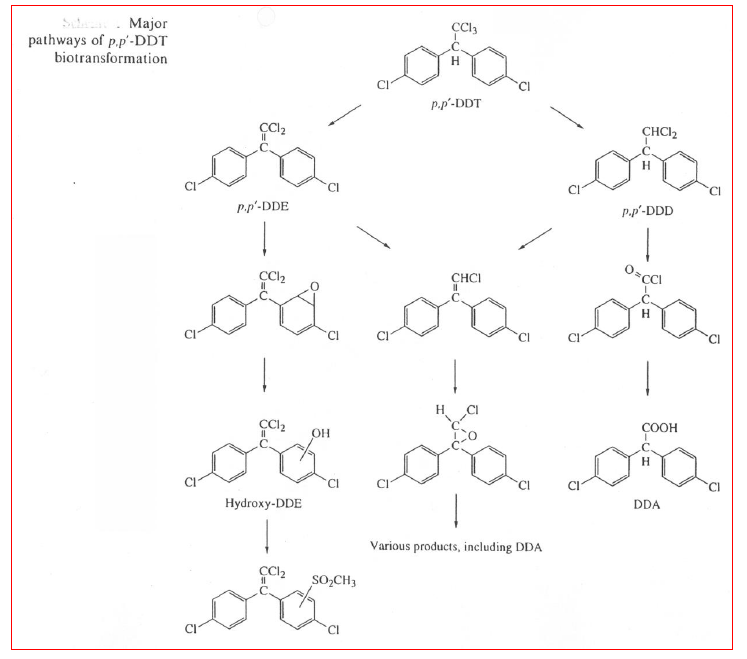 Major
pathways of p,p'-DDT
biotransformation
CCl3
C
H
Cl
Cl
p,p'-DDT
CCl2
C
Cl
Cl
p,p'-DDE
CHCl2
C
H
Cl
Cl
p,p'-DDD
CCl2
C
O
Cl
Cl
CHCl
C
Cl
Cl
O
CCl
C
H
Cl
Cl
CCl2
C
OH
Cl
Cl
Hydroxy-DDE
H
Cl
C
O
C
Cl
Cl
Various products, including DDA
COOH
C
H
Cl
Cl
DDA
CCl2
C
SO2CH3
Cl
Cl